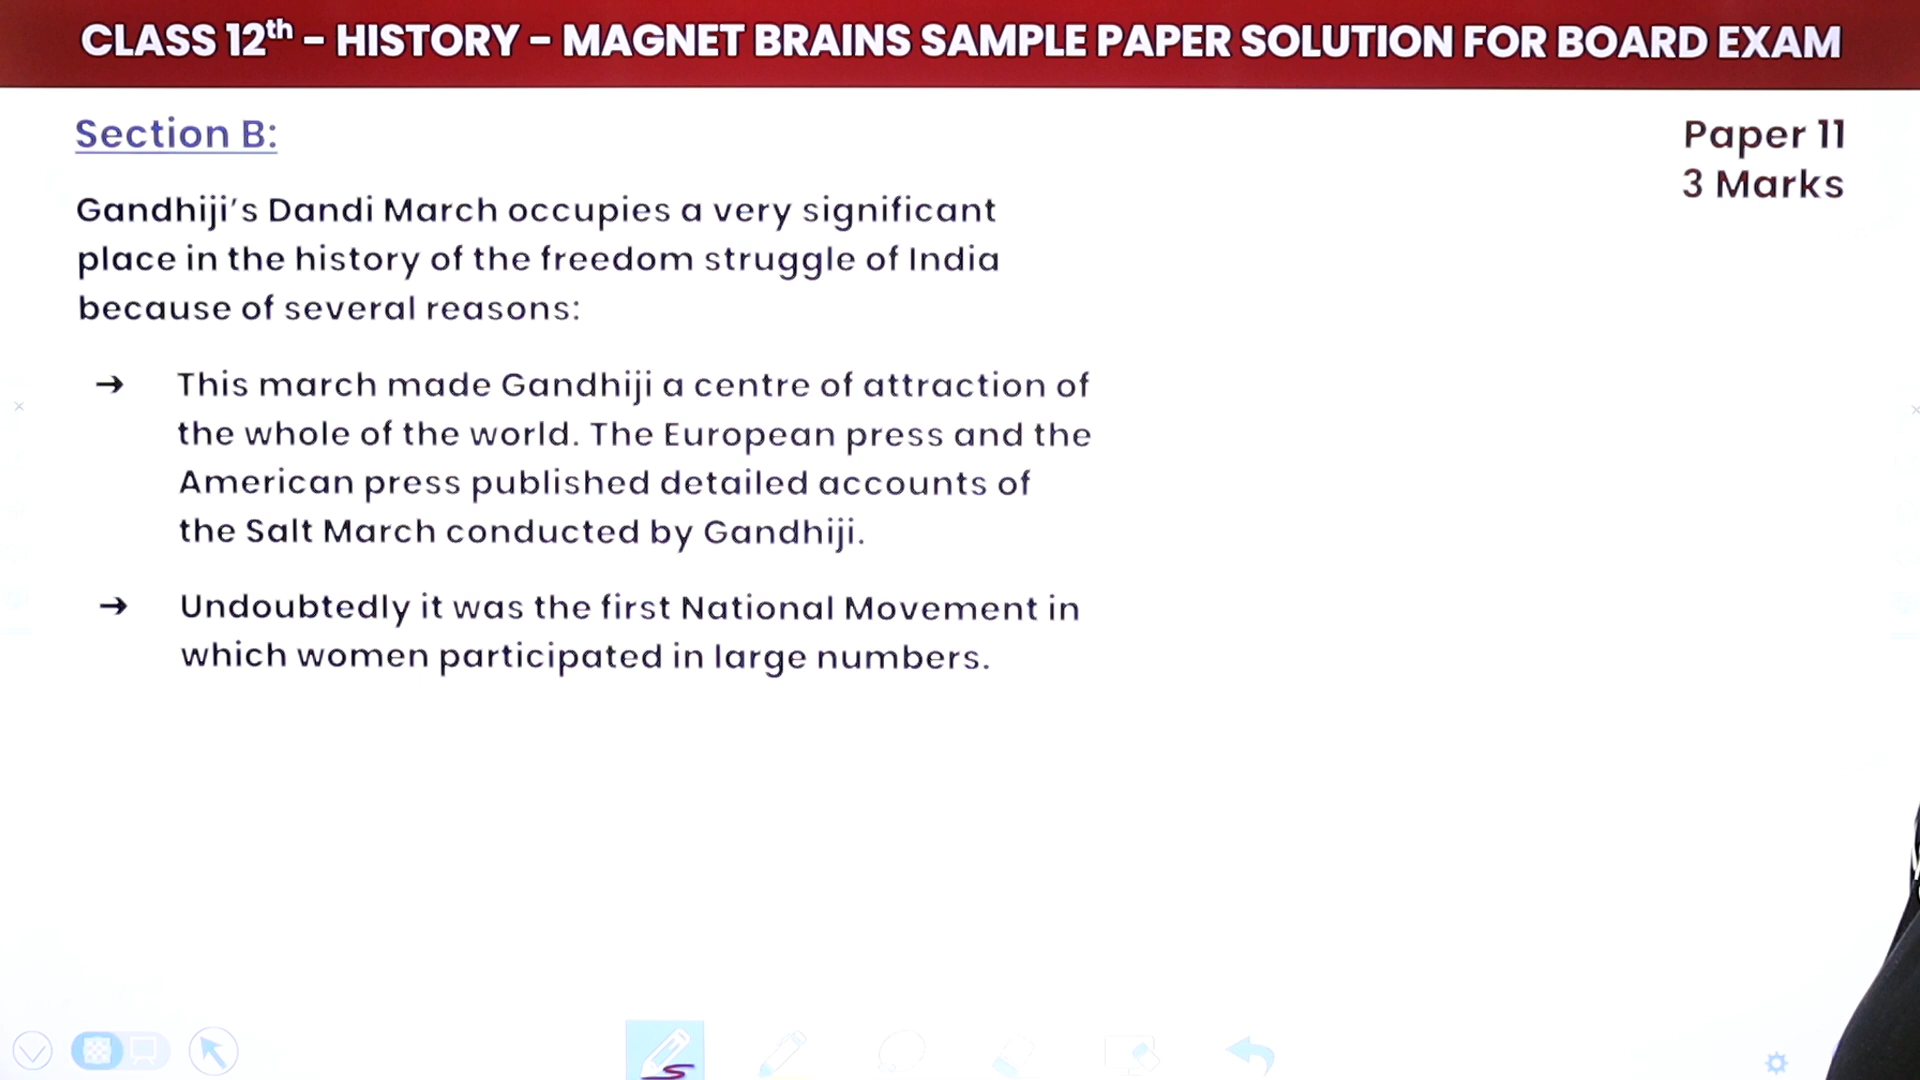 CLASS 12th - HISTORY - MAGNET BRAINS SAMPLE PAPER SOLUTION FOR BOARD EXAM
Section B:
Paper 11
3 Marks
Gandhiji's Dandi March occupies a very significant
place in the history of the freedom struggle of India
because of several reasons:
→ This march made Gandhiji a centre of attraction of
the whole of the world. The European press and the
American press published detailed accounts of
the Salt March conducted by Gandhiji.
→ Undoubtedly it was the first National Movement in
which women participated in large numbers.